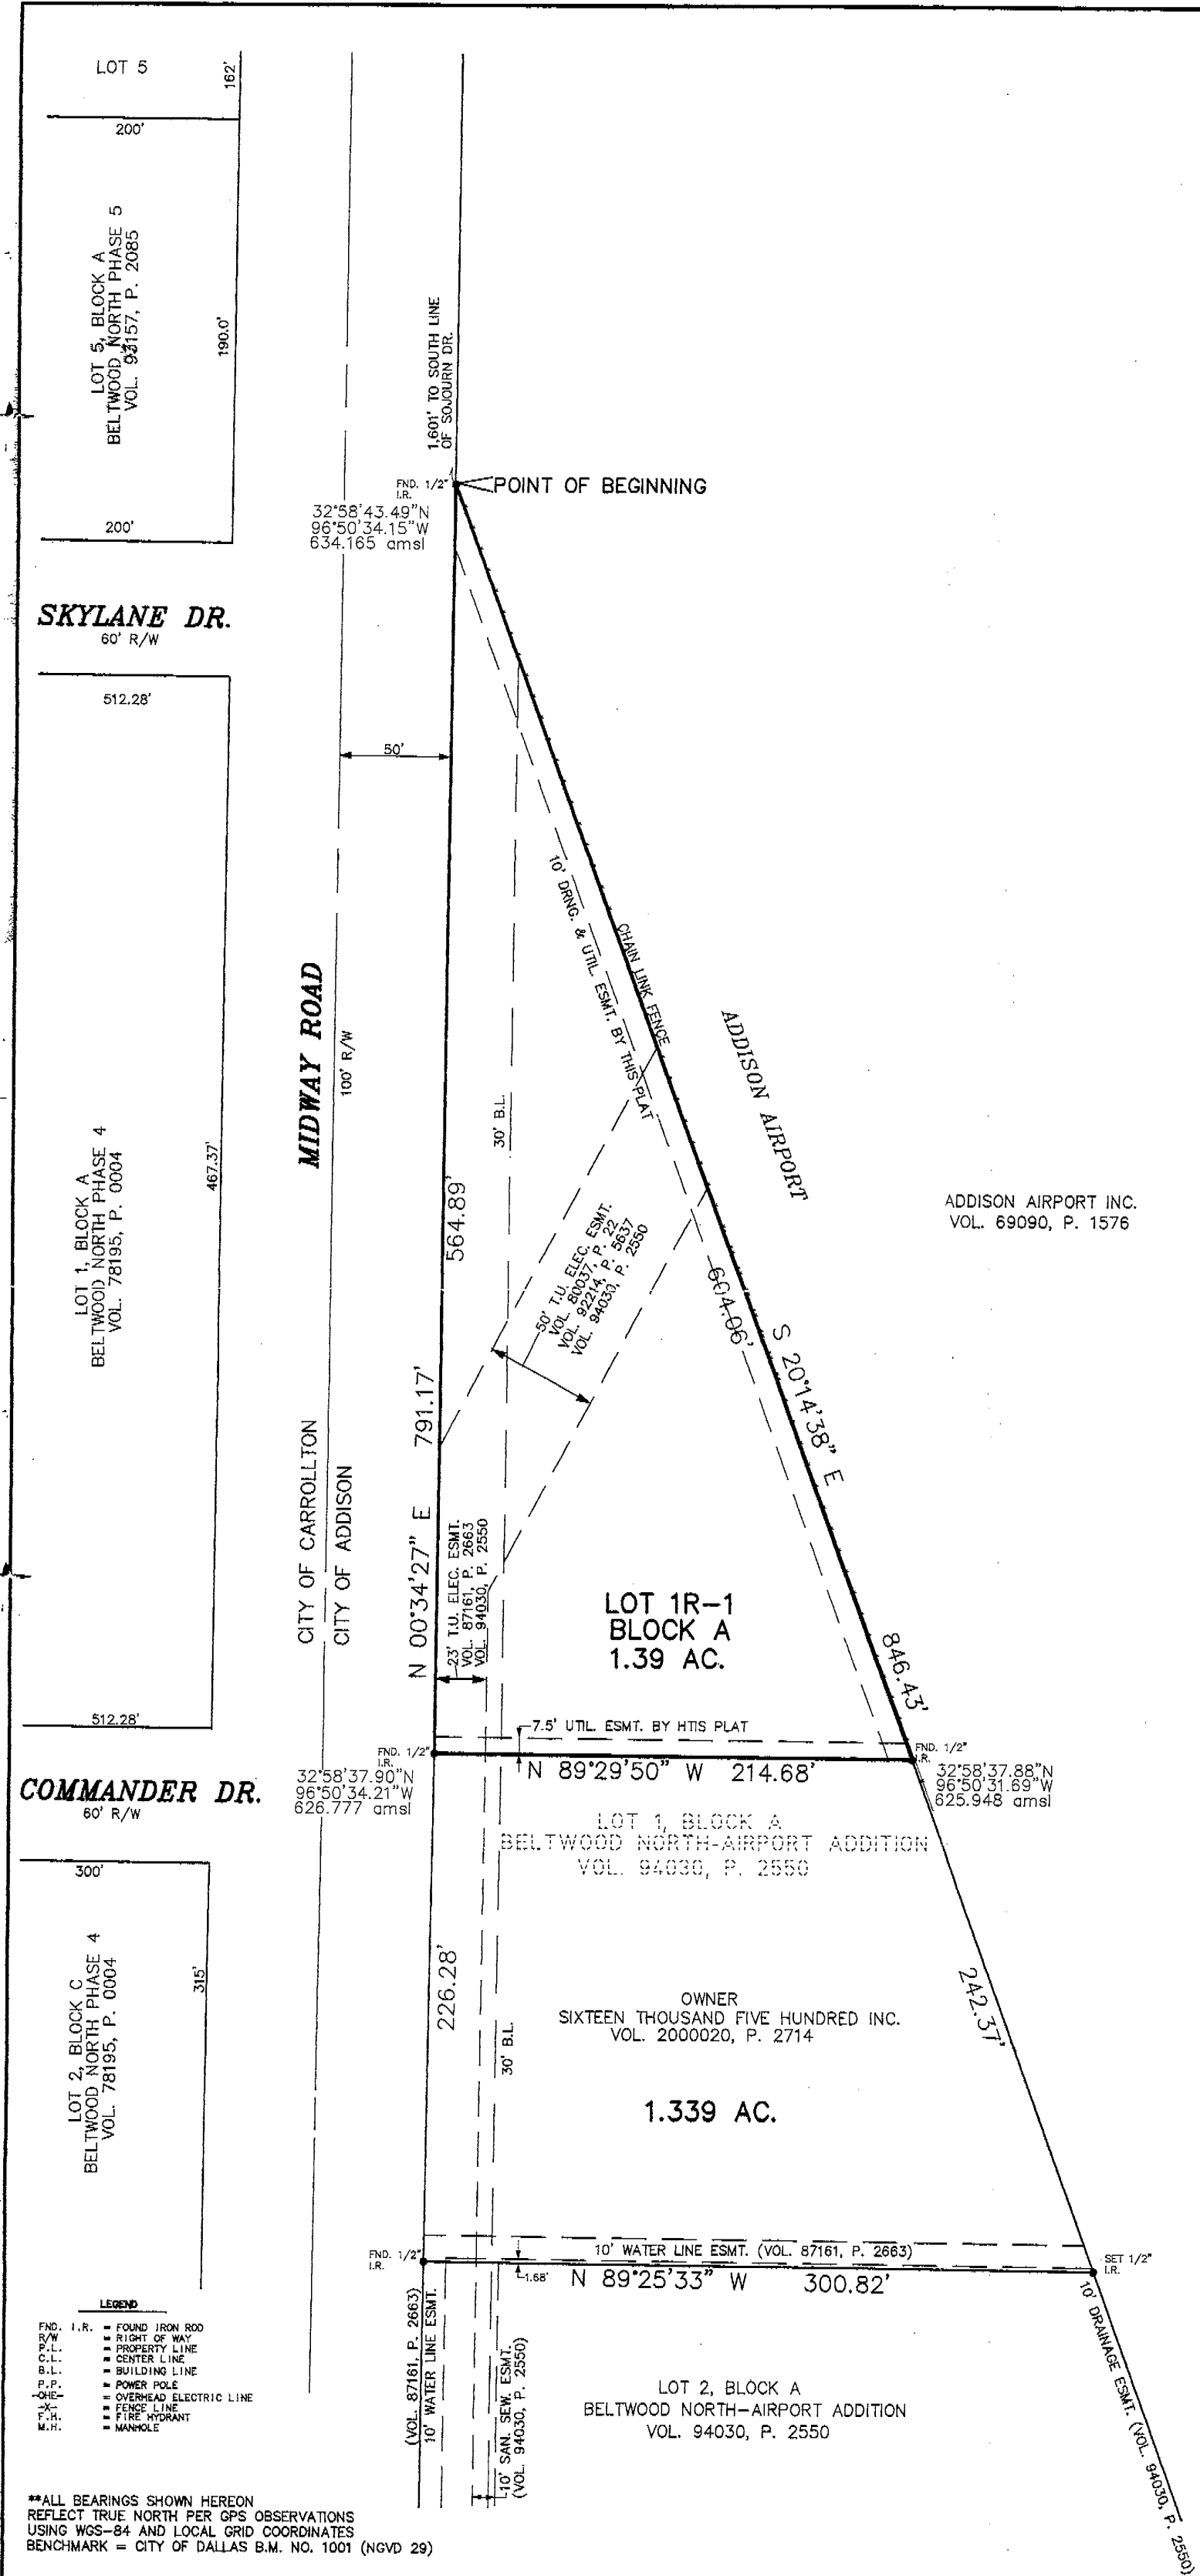 LOT 5
162'
200'
LOT 5, BLOCK A
BELTWOOD NORTH PHASE 5
VOL. 93157, P. 2085
190.0'
200'
1,601' TO SOUTH LINE
OF SOJOURN DR.
FND. 1/2"
I.R.
POINT OF BEGINNING
32°58'43.49"N
96°50'34.15"W
634.165 amsl
SKYLANE DR.
60' R/W
512.28'
50'
10' DRNG. & UTIL. ESMT. BY THIS PLAT
CHAIN LINK FENCE
MIDWAY ROAD
100' R/W
ADDISON AIRPORT
30' B.L.
LOT 1, BLOCK A
BELTWOOD NORTH PHASE 4
VOL. 78195, P. 0004
467.37'
564.89'
ADDISON AIRPORT INC.
VOL. 69090, P. 1576
50' T.U. ELEC. ESMT.
VOL. 80037, P. 22
VOL. 92214, P. 5637
VOL. 94030, P. 2550
604.06'
S 20°14'38" E
791.17'
CITY OF CARROLLTON
CITY OF ADDISON
N 00°34'27" E
23' T.U. ELEC. ESMT.
VOL. 87161, P. 2663
VOL. 94030, P. 2550
LOT 1R-1
BLOCK A
1.39 AC.
846.43'
512.28'
7.5' UTIL. ESMT. BY HTIS PLAT
FND. 1/2"
I.R.
FND. 1/2"
I.R.
N 89°29'50" W 214.68'
32°58'37.90"N
96°50'34.21"W
626.777 amsl
32°58'37.88"N
96°50'31.69"W
625.948 amsl
COMMANDER DR.
60' R/W
LOT 1, BLOCK A
BELTWOOD NORTH-AIRPORT ADDITION
VOL. 94030, P. 2550
300'
LOT 2, BLOCK C
BELTWOOD NORTH PHASE 4
VOL. 78195, P. 0004
315'
226.28'
242.37'
OWNER
SIXTEEN THOUSAND FIVE HUNDRED INC.
VOL. 2000020, P. 2714
30' B.L.
1.339 AC.
10' WATER LINE ESMT. (VOL. 87161, P. 2663)
FND. 1/2"
I.R.
SET 1/2"
I.R.
1.68'
N 89°25'33" W 300.82'
(VOL. 87161, P. 2663)
10' WATER LINE ESMT.
10' SAN. SEW. ESMT.
(VOL. 94030, P. 2550)
10' DRAINAGE ESMT. (VOL. 94030, P. 2550)
LOT 2, BLOCK A
BELTWOOD NORTH-AIRPORT ADDITION
VOL. 94030, P. 2550
LEGEND
FND. I.R. = FOUND IRON ROD
R/W = RIGHT OF WAY
P.L. = PROPERTY LINE
C.L. = CENTER LINE
B.L. = BUILDING LINE
P.P. = POWER POLE
-OHE- = OVERHEAD ELECTRIC LINE
-X- = FENCE LINE
F.H. = FIRE HYDRANT
M.H. = MANHOLE
**ALL BEARINGS SHOWN HEREON
REFLECT TRUE NORTH PER GPS OBSERVATIONS
USING WGS-84 AND LOCAL GRID COORDINATES
BENCHMARK = CITY OF DALLAS B.M. NO. 1001 (NGVD 29)